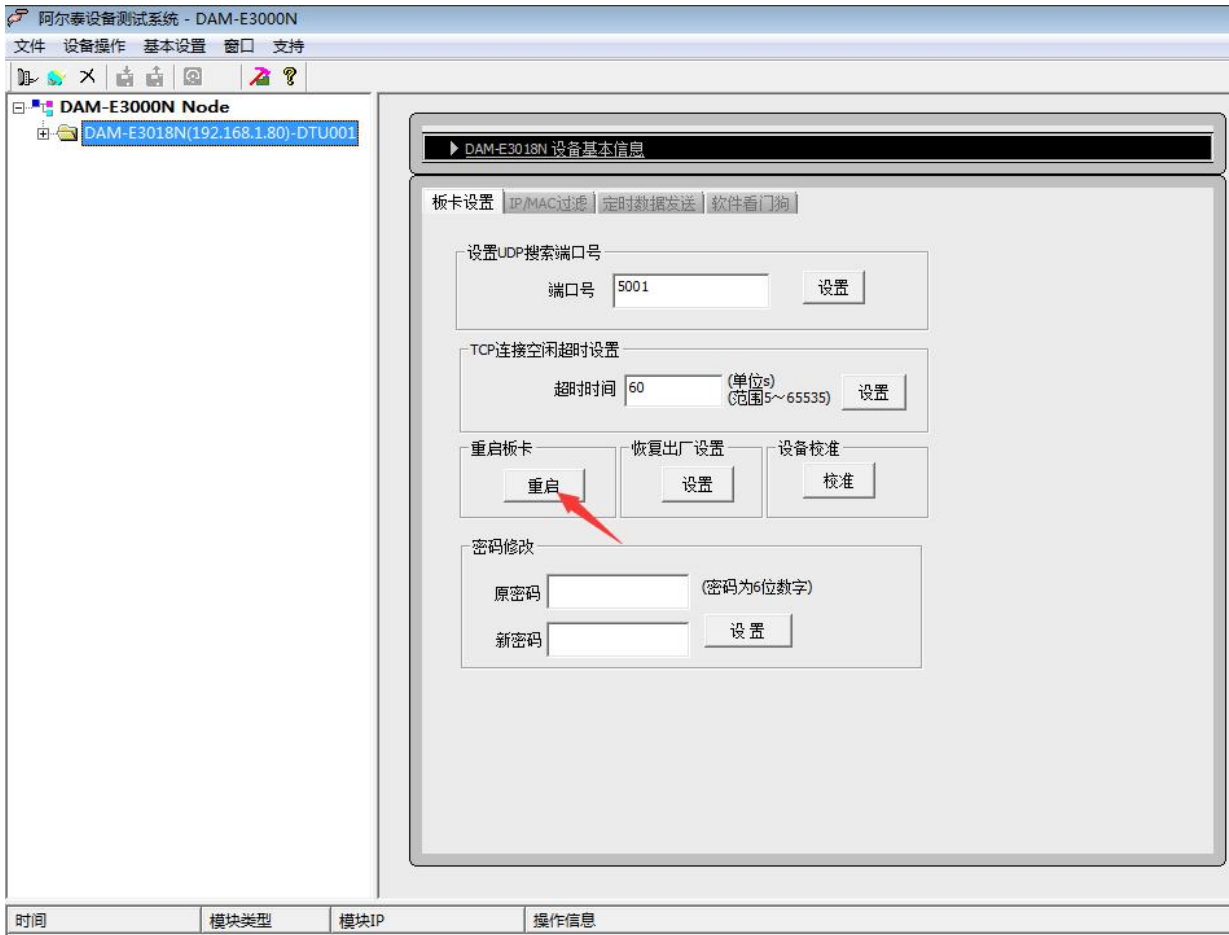 阿尔泰设备测试系统 - DAM-E3000N
文件 设备操作 基本设置 窗口 支持
DAM-E3000N Node
DAM-E3018N(192.168.1.80)-DTU001
DAM-E3018N 设备基本信息
板卡设置 IP/MAC过滤 定时数据发送 软件看门狗
设置UDP搜索端口号
端口号 5001 设置
TCP连接空闲超时设置
超时时间 60 (单位s) 设置
(范围5~65535)
重启板卡 恢复出厂设置 设备校准
重启 设置 校准
密码修改
原密码 (密码为6位数字)
新密码 设 置
时间 模块类型 模块IP 操作信息